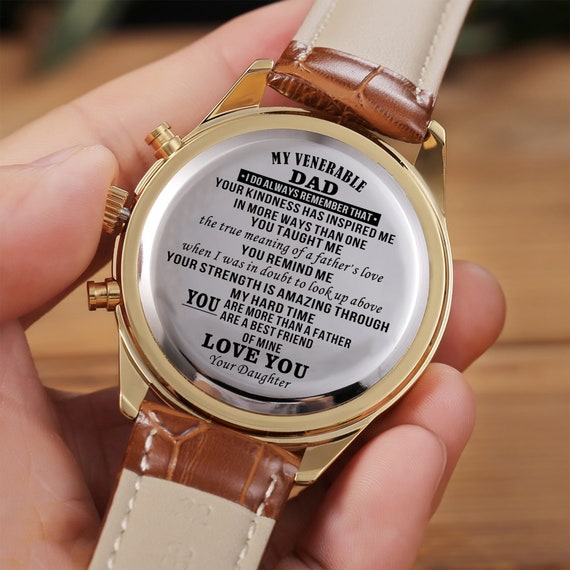 MY VENERABLE
DAD
• I DO ALWAYS REMEMBER THAT •
YOUR KINDNESS HAS INSPIRED ME
IN MORE WAYS THAN ONE
YOU TAUGHT ME
the true meaning of a father's love
YOU REMIND ME
when I was in doubt to look up above
YOUR STRENGTH IS AMAZING THROUGH
MY HARD TIME
YOU ARE MORE THAN A FATHER
ARE A BEST FRIEND
OF MINE
LOVE YOU
Your Daughter